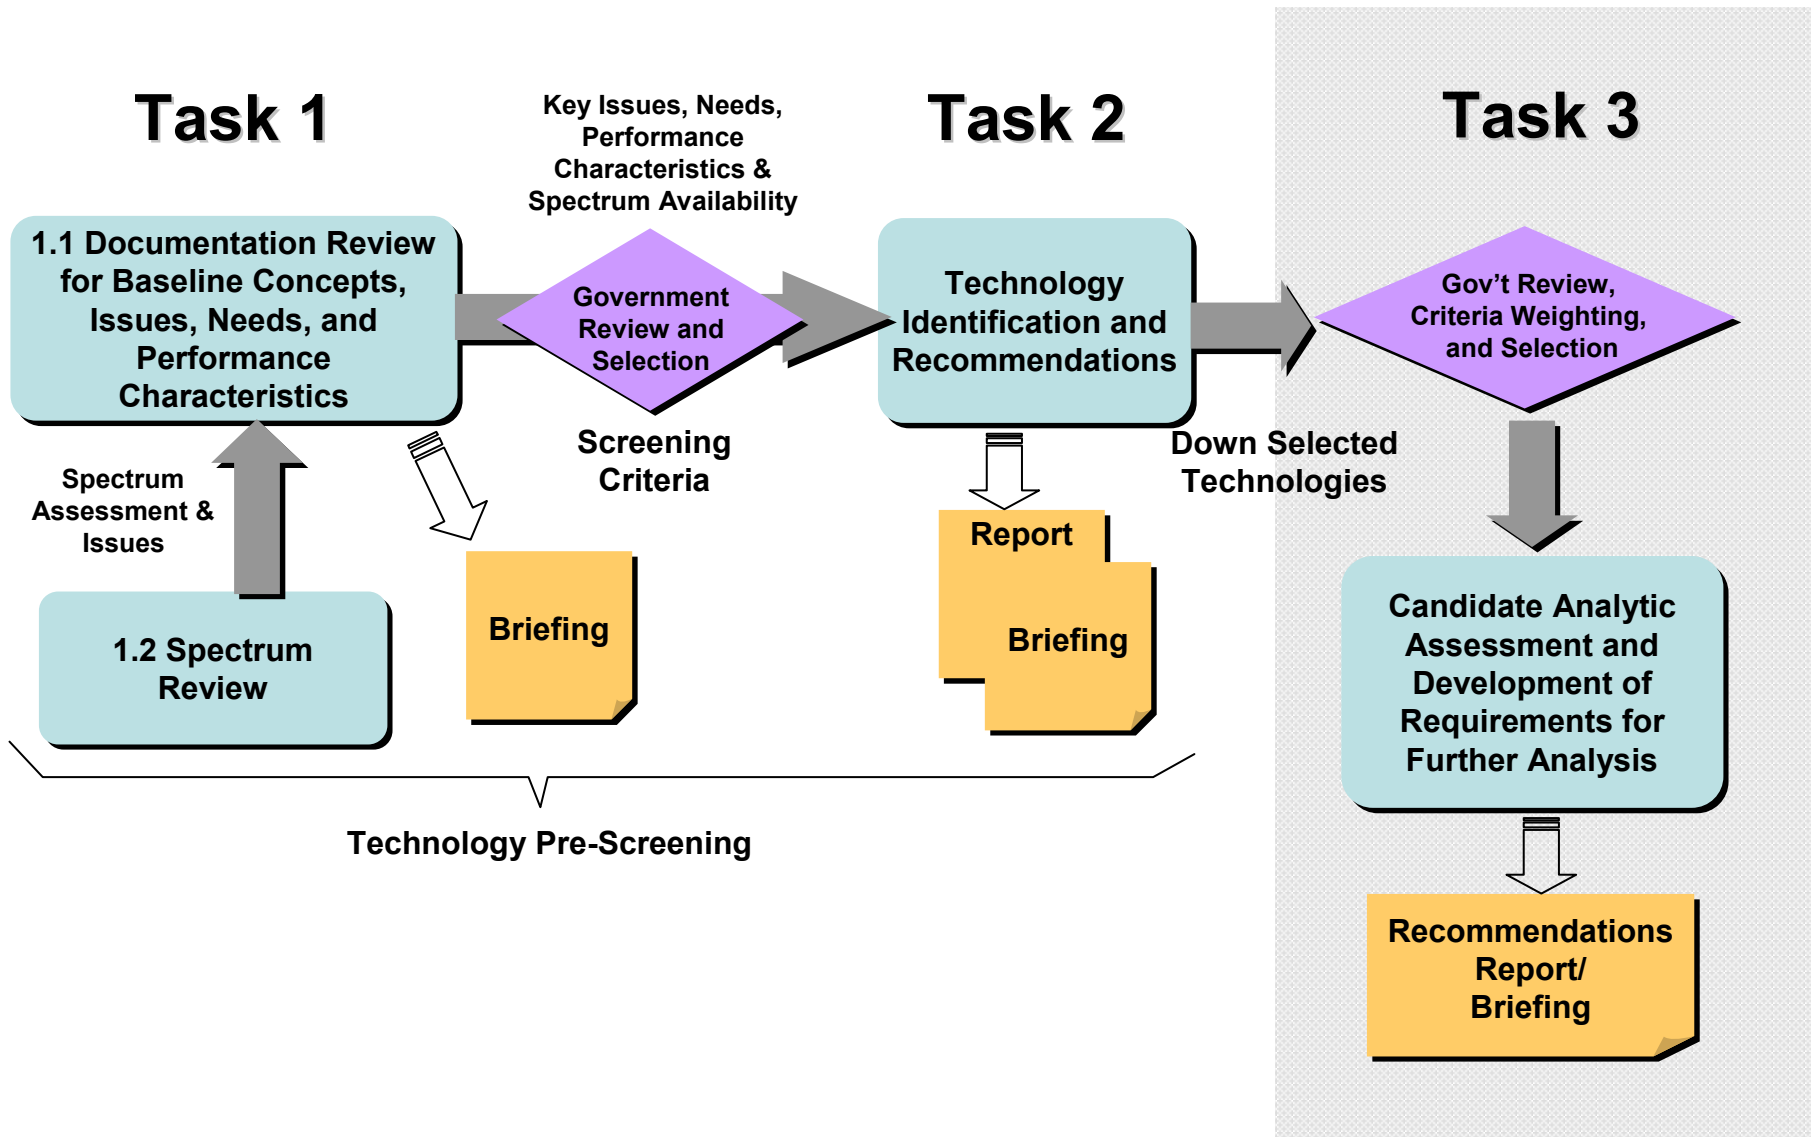 Task 1
Key Issues, Needs,
Performance
Characteristics &
Spectrum Availability
Task 2
Task 3
1.1 Documentation Review
for Baseline Concepts,
Issues, Needs, and
Performance
Characteristics
Government
Review and
Selection
Technology
Identification and
Recommendations
Gov't Review,
Criteria Weighting,
and Selection
Screening
Criteria
Down Selected
Technologies
Spectrum
Assessment &
Issues
1.2 Spectrum
Review
Briefing
Report
Briefing
Candidate Analytic
Assessment and
Development of
Requirements for
Further Analysis
Technology Pre-Screening
Recommendations
Report/
Briefing